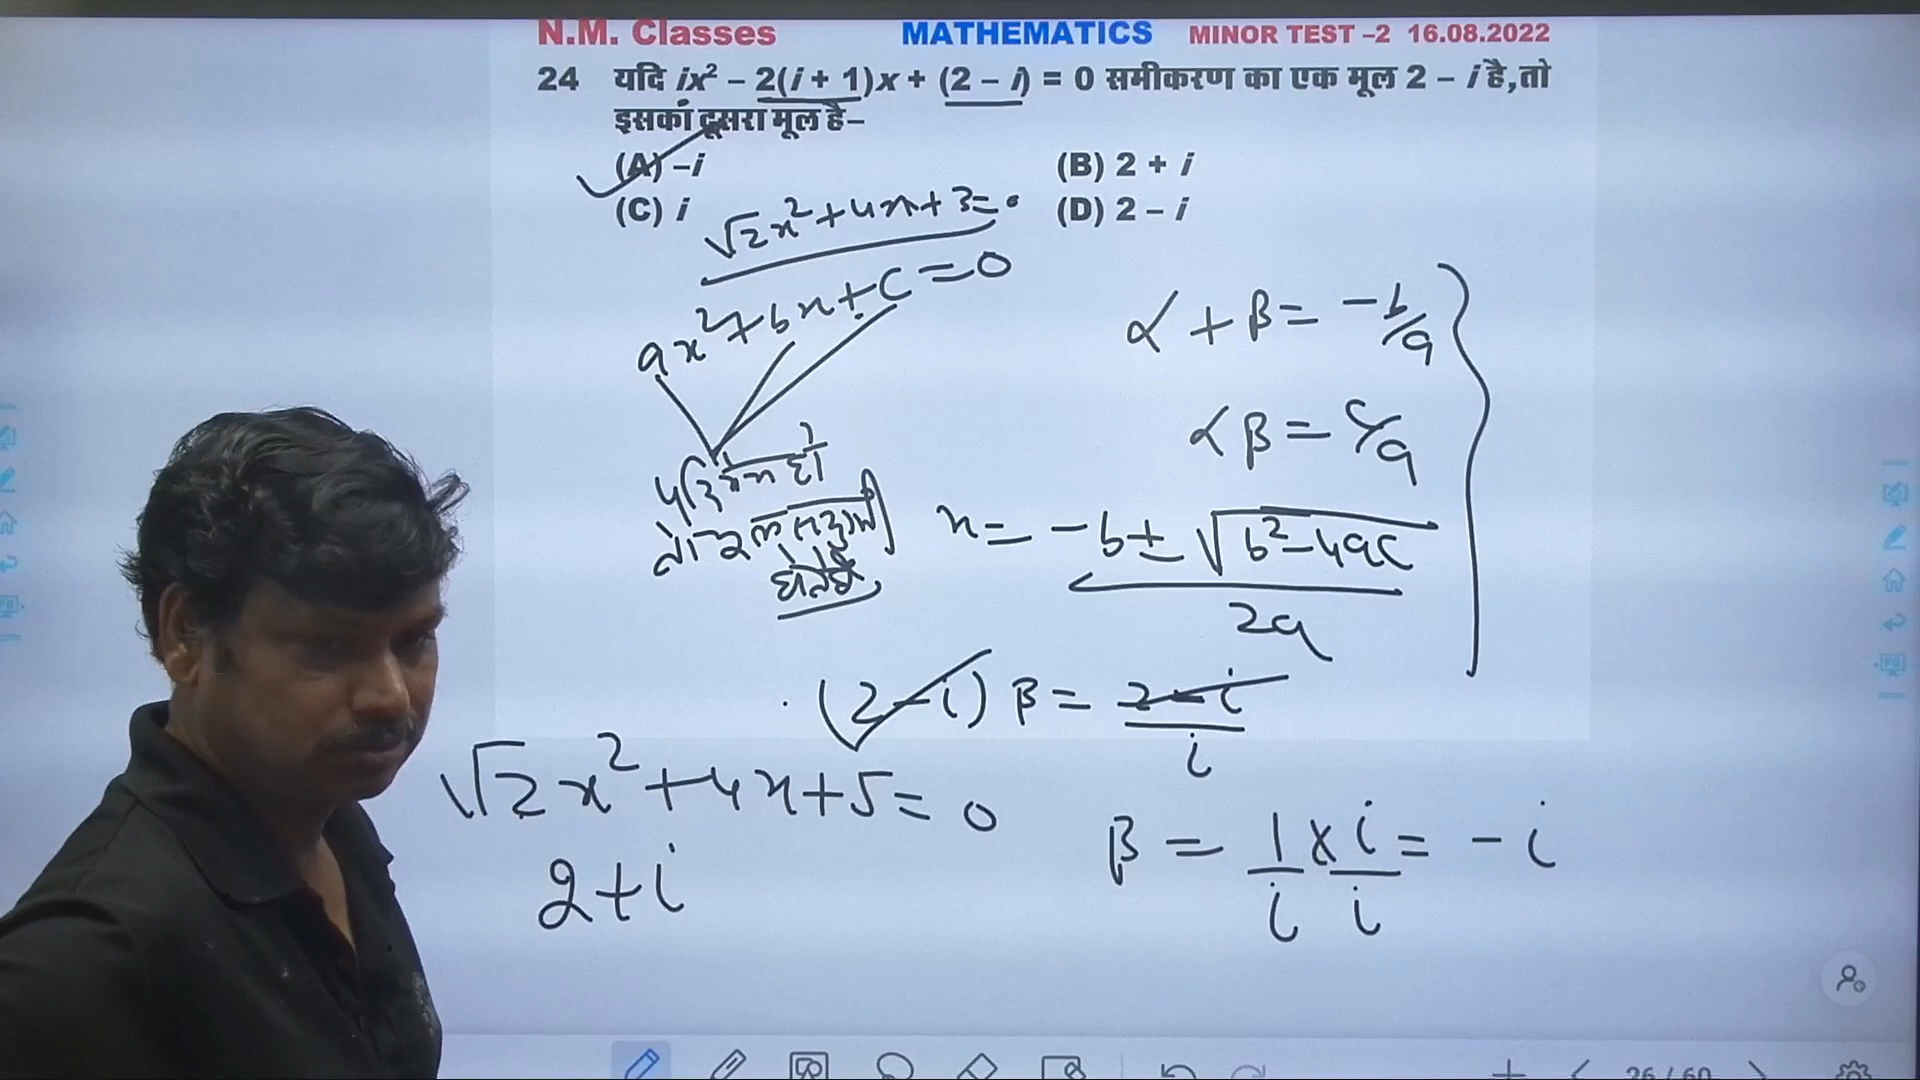 N.M. Classes MATHEMATICS MINOR TEST –2 16.08.2022
24 यदि ix² – 2(i + 1)x + (2 – i) = 0 समीकरण का एक मूल 2 – i है, तो
इसका दूसरा मूल है–
(A) –i (B) 2 + i
(C) i (D) 2 – i
√2x²+4x+3=0
ax²+bx+c=0
α+β=-b/a
αβ=c/a
x=-b±√b²-4ac
2a
(2-i)β=2-i
i
√2x²+4x+5=0
β=1/i×i/i=-i
2+i
26 / 60